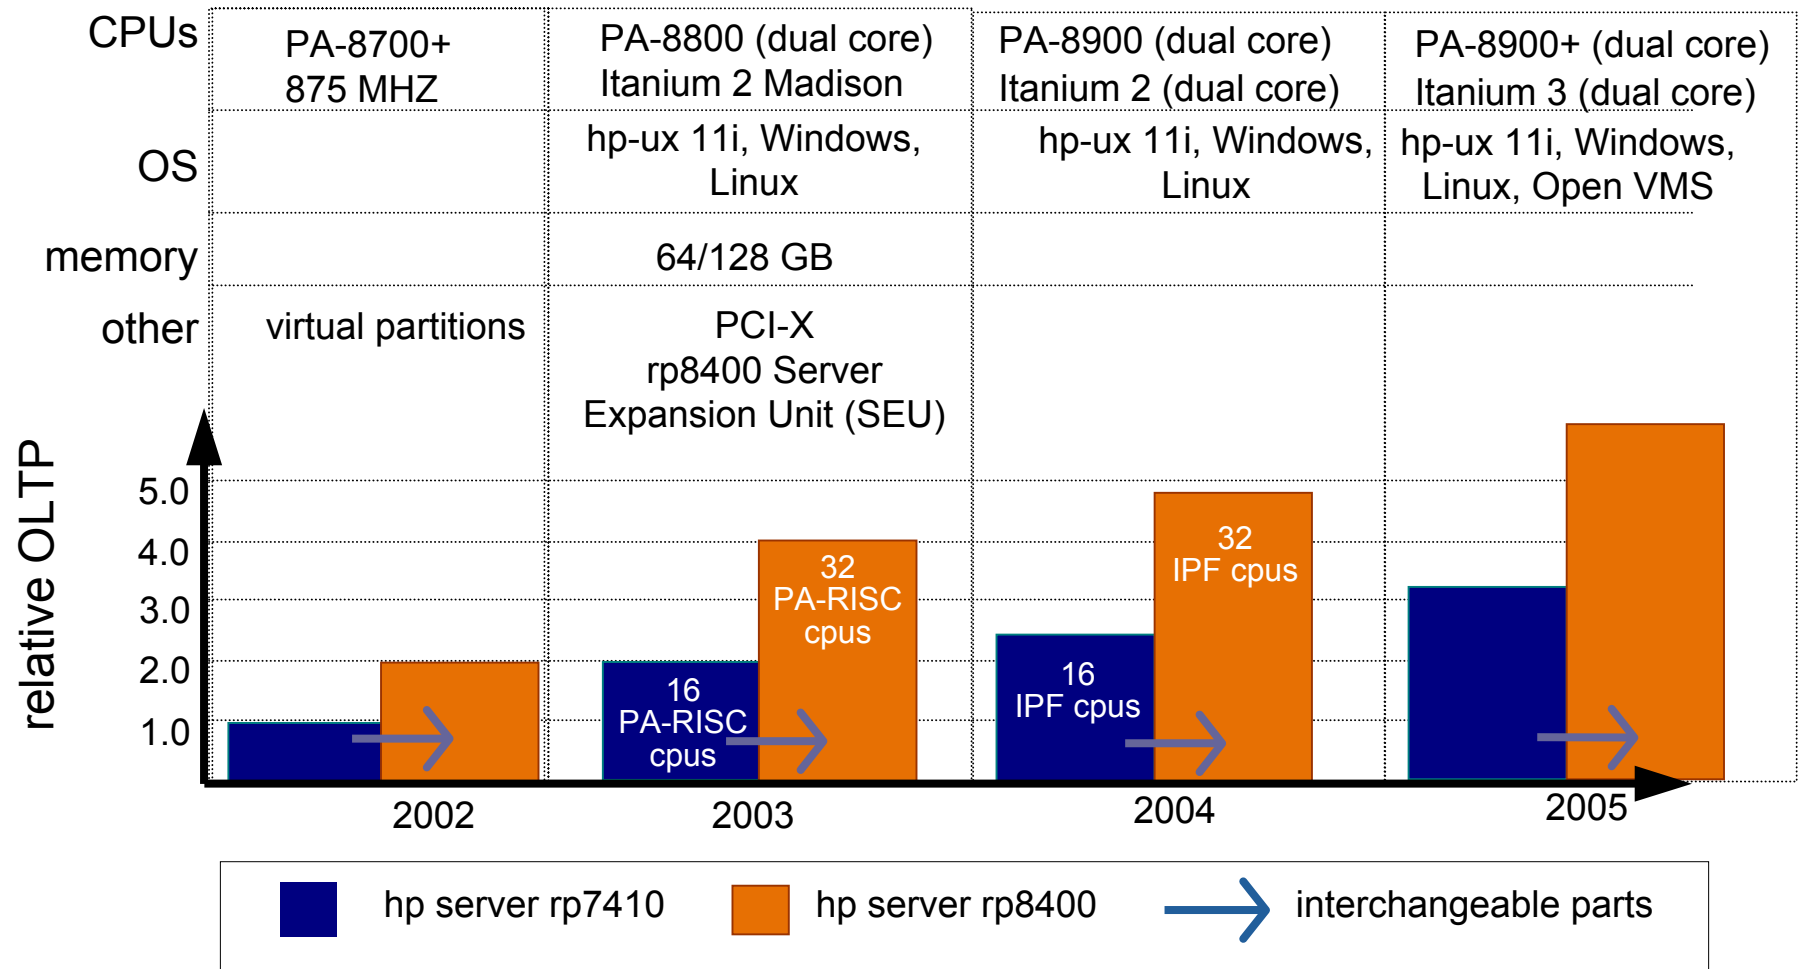 CPUs
PA-8700+
875 MHZ
PA-8800 (dual core)
Itanium 2 Madison
PA-8900 (dual core)
Itanium 2 (dual core)
PA-8900+ (dual core)
Itanium 3 (dual core)
OS
hp-ux 11i, Windows,
Linux
hp-ux 11i, Windows,
Linux
hp-ux 11i, Windows,
Linux, Open VMS
memory
64/128 GB
other
virtual partitions
PCI-X
rp8400 Server
Expansion Unit (SEU)
relative OLTP
5.0
4.0
3.0
2.0
1.0
16
PA-RISC
cpus
32
PA-RISC
cpus
16
IPF cpus
32
IPF cpus
2002
2003
2004
2005
hp server rp7410
hp server rp8400
interchangeable parts